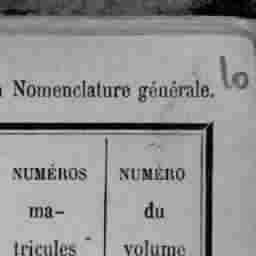 Nomenclature générale.
10
NUMÉROS
ma-
tricules
NUMÉRO
du
volume